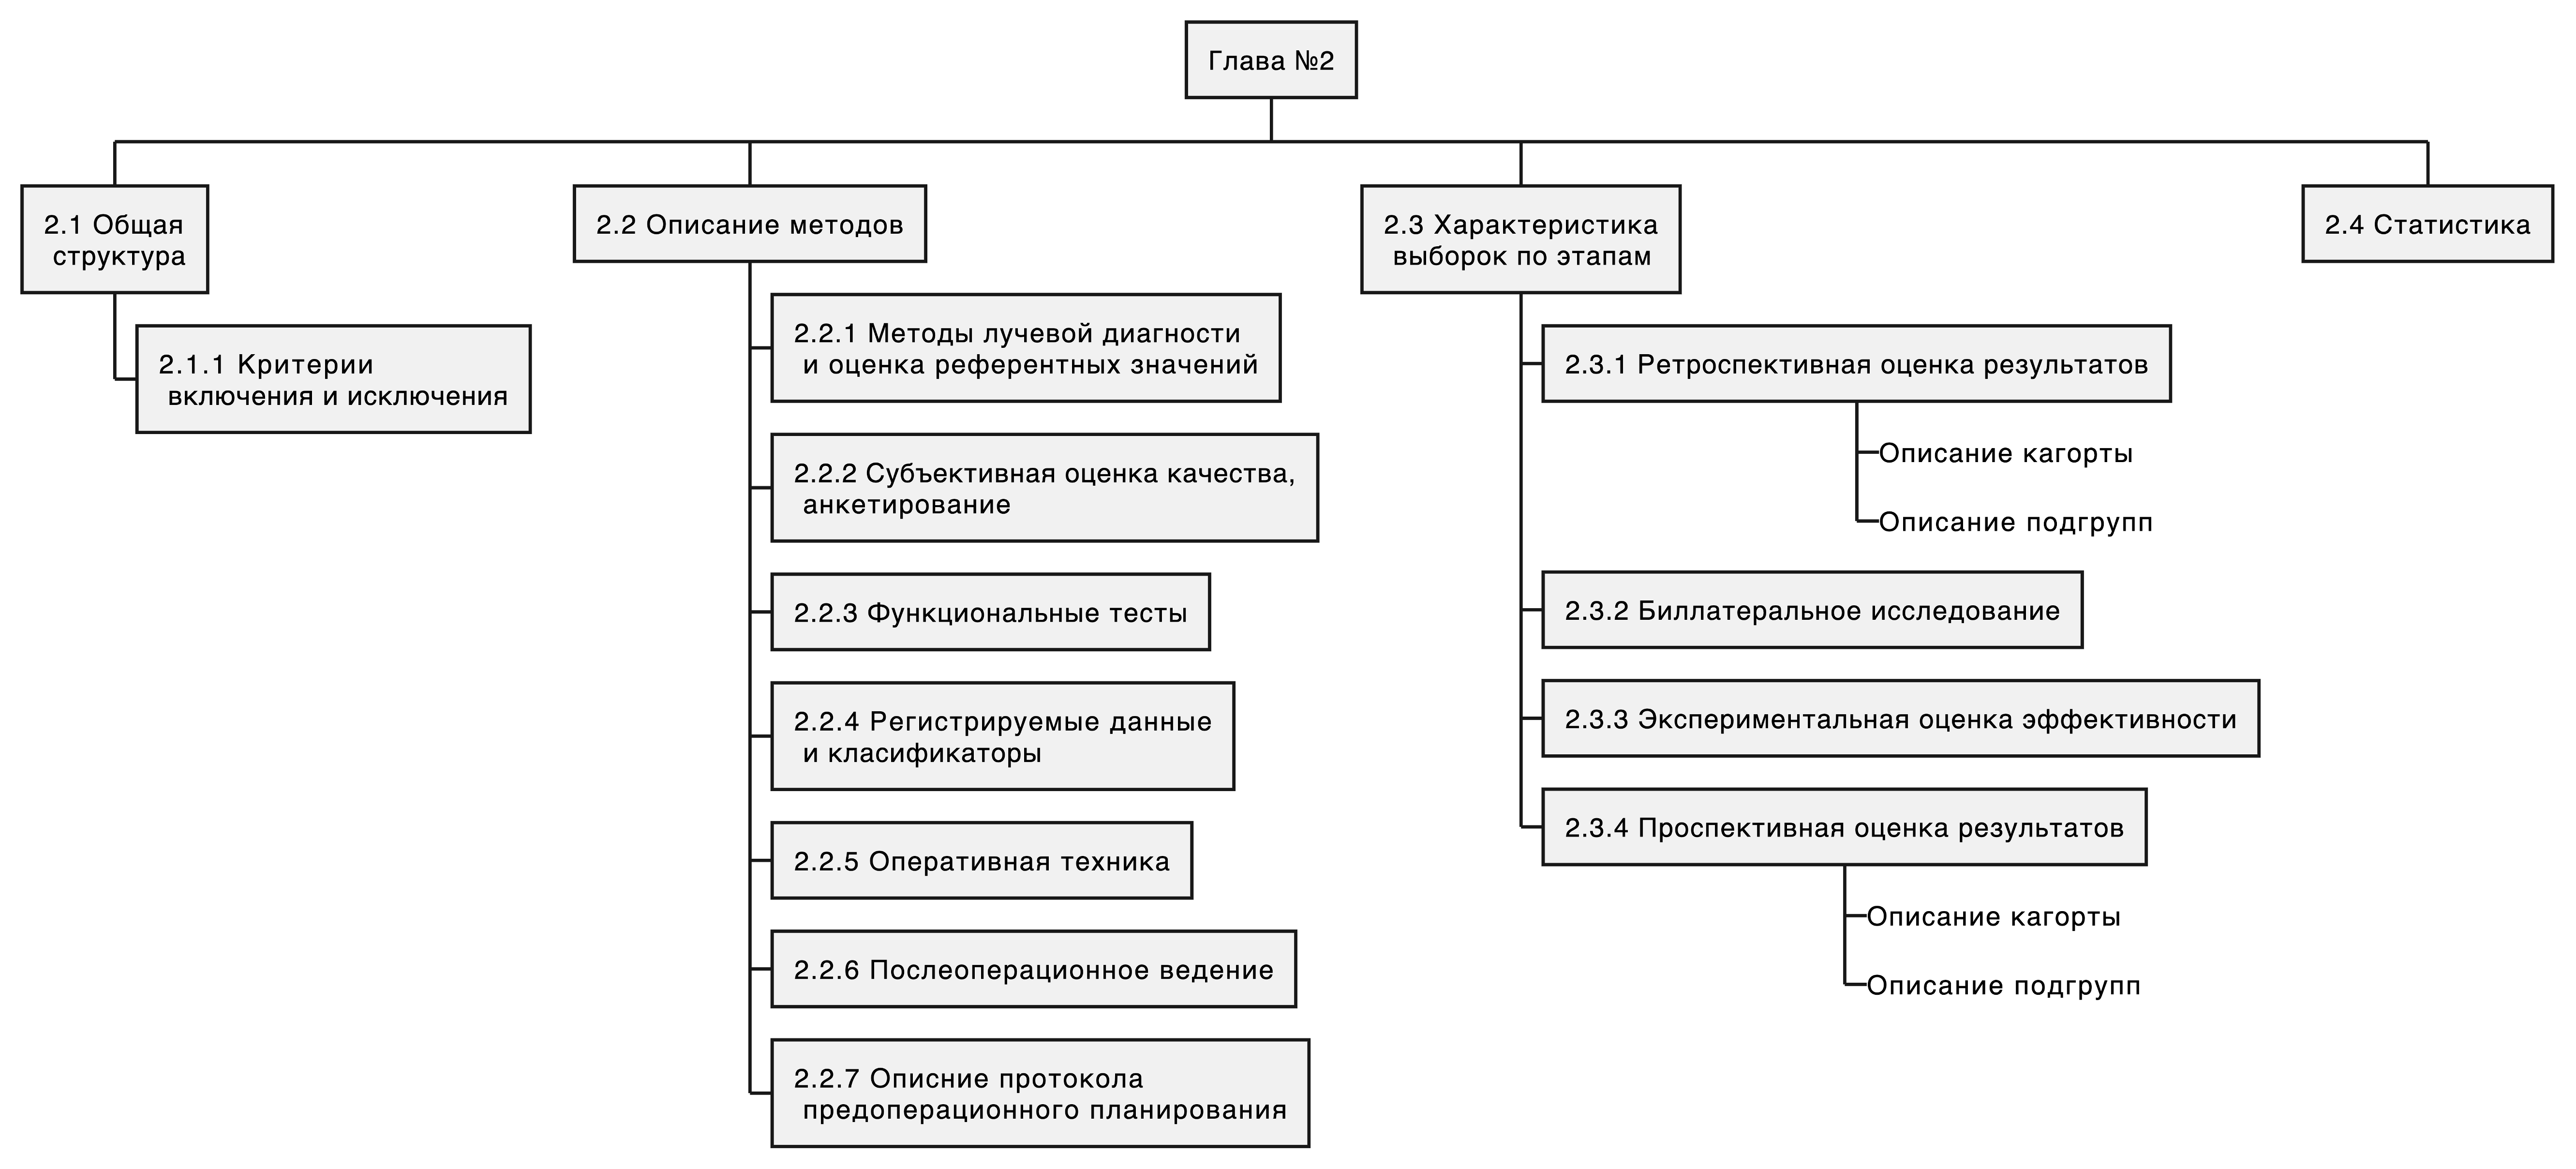 Глава №2
2.1 Общая
структура
2.1.1 Критерии
включения и исключения
2.2 Описание методов
2.2.1 Методы лучевой диагности
и оценка референтных значений
2.2.2 Субъективная оценка качества,
анкетирование
2.2.3 Функциональные тесты
2.2.4 Регистрируемые данные
и класификаторы
2.2.5 Оперативная техника
2.2.6 Послеоперационное ведение
2.2.7 Описние протокола
предоперационного планирования
2.3 Характеристика
выборок по этапам
2.3.1 Ретроспективная оценка результатов
Описание кагорты
Описание подгрупп
2.3.2 Биллатеральное исследование
2.3.3 Экспериментальная оценка эффективности
2.3.4 Проспективная оценка результатов
Описание кагорты
Описание подгрупп
2.4 Статистика